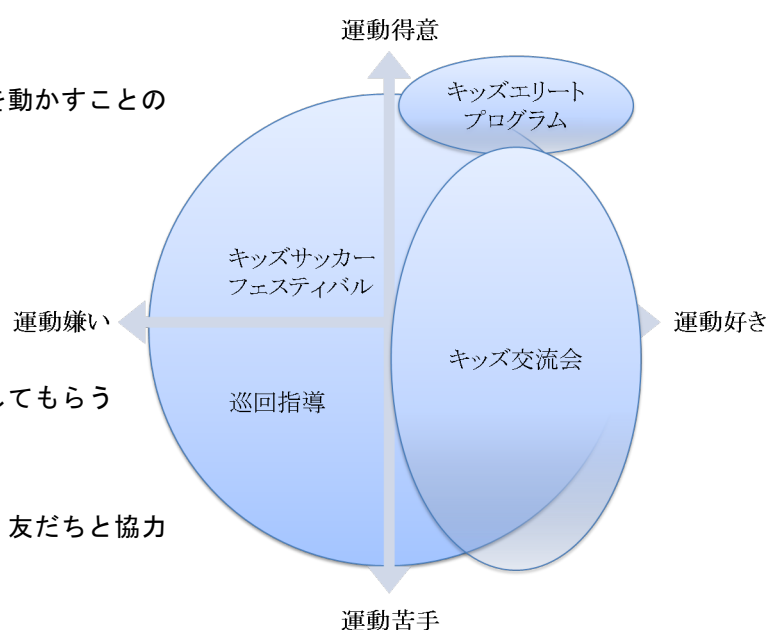 運動得意
キッズエリート
プログラム
を動かすことの
キッズサッカー
フェスティバル
運動嫌い
運動好き
キッズ交流会
してもらう
巡回指導
友だちと協力
運動苦手